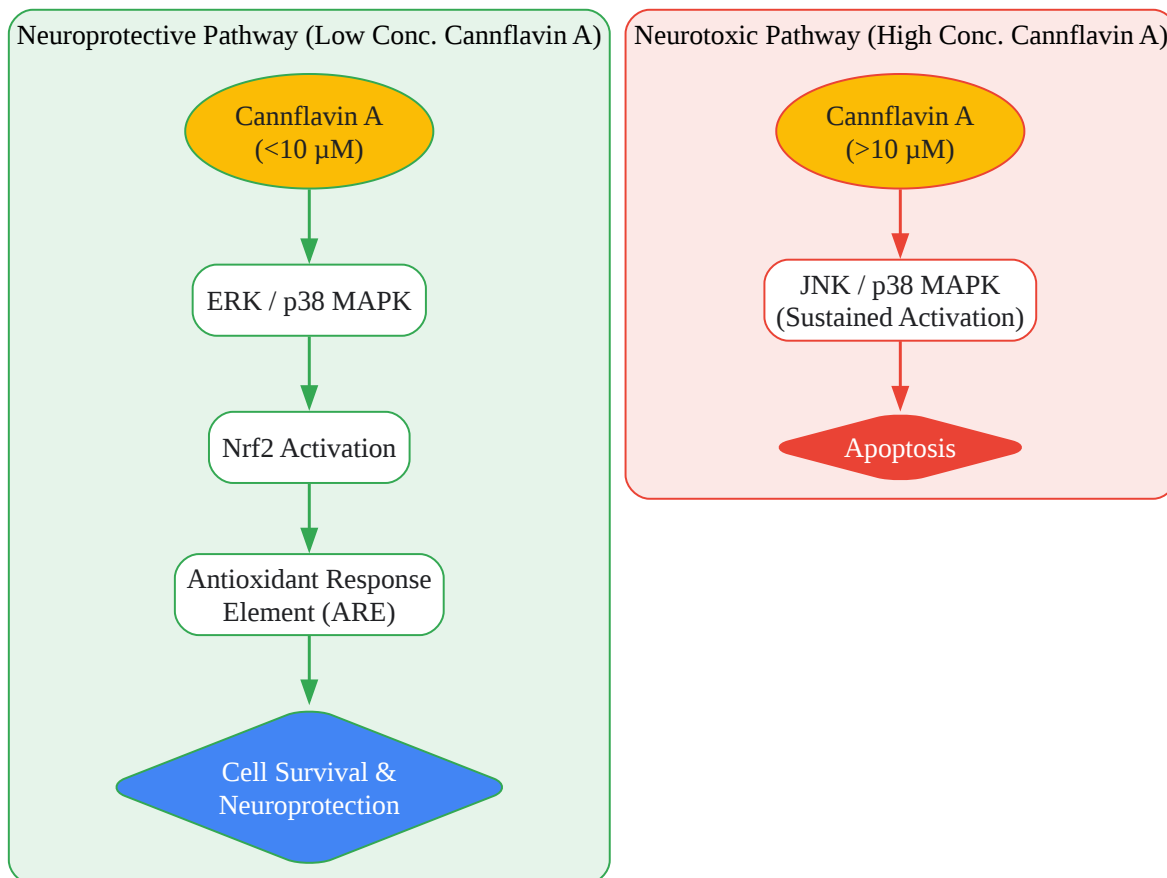 Neuroprotective Pathway (Low Conc. Cannflavin A)
Cannflavin A
(<10 µM)
ERK / p38 MAPK
Nrf2 Activation
Antioxidant Response
Element (ARE)
Cell Survival &
Neuroprotection
Neurotoxic Pathway (High Conc. Cannflavin A)
Cannflavin A
(>10 µM)
JNK / p38 MAPK
(Sustained Activation)
Apoptosis